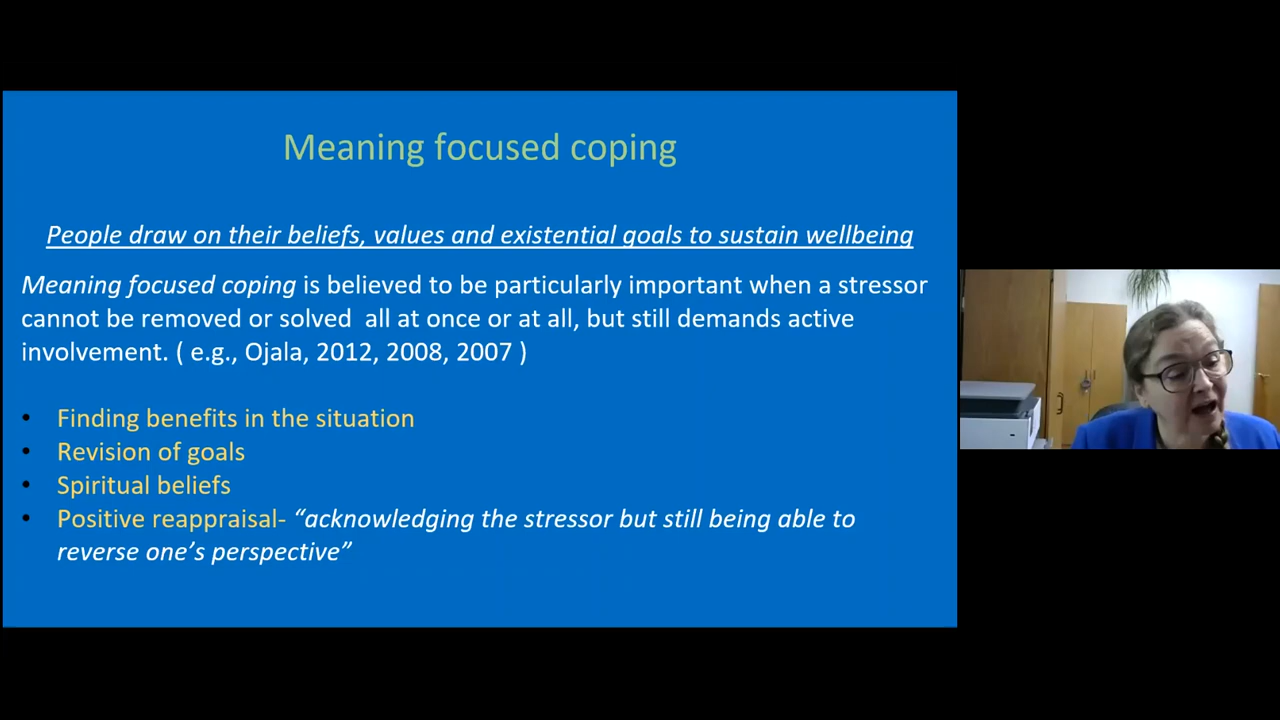 Meaning focused coping
People draw on their beliefs, values and existential goals to sustain wellbeing
Meaning focused coping is believed to be particularly important when a stressor
cannot be removed or solved  all at once or at all, but still demands active
involvement. ( e.g., Ojala, 2012, 2008, 2007 )
• Finding benefits in the situation
• Revision of goals
• Spiritual beliefs
• Positive reappraisal- “acknowledging the stressor but still being able to
reverse one’s perspective”